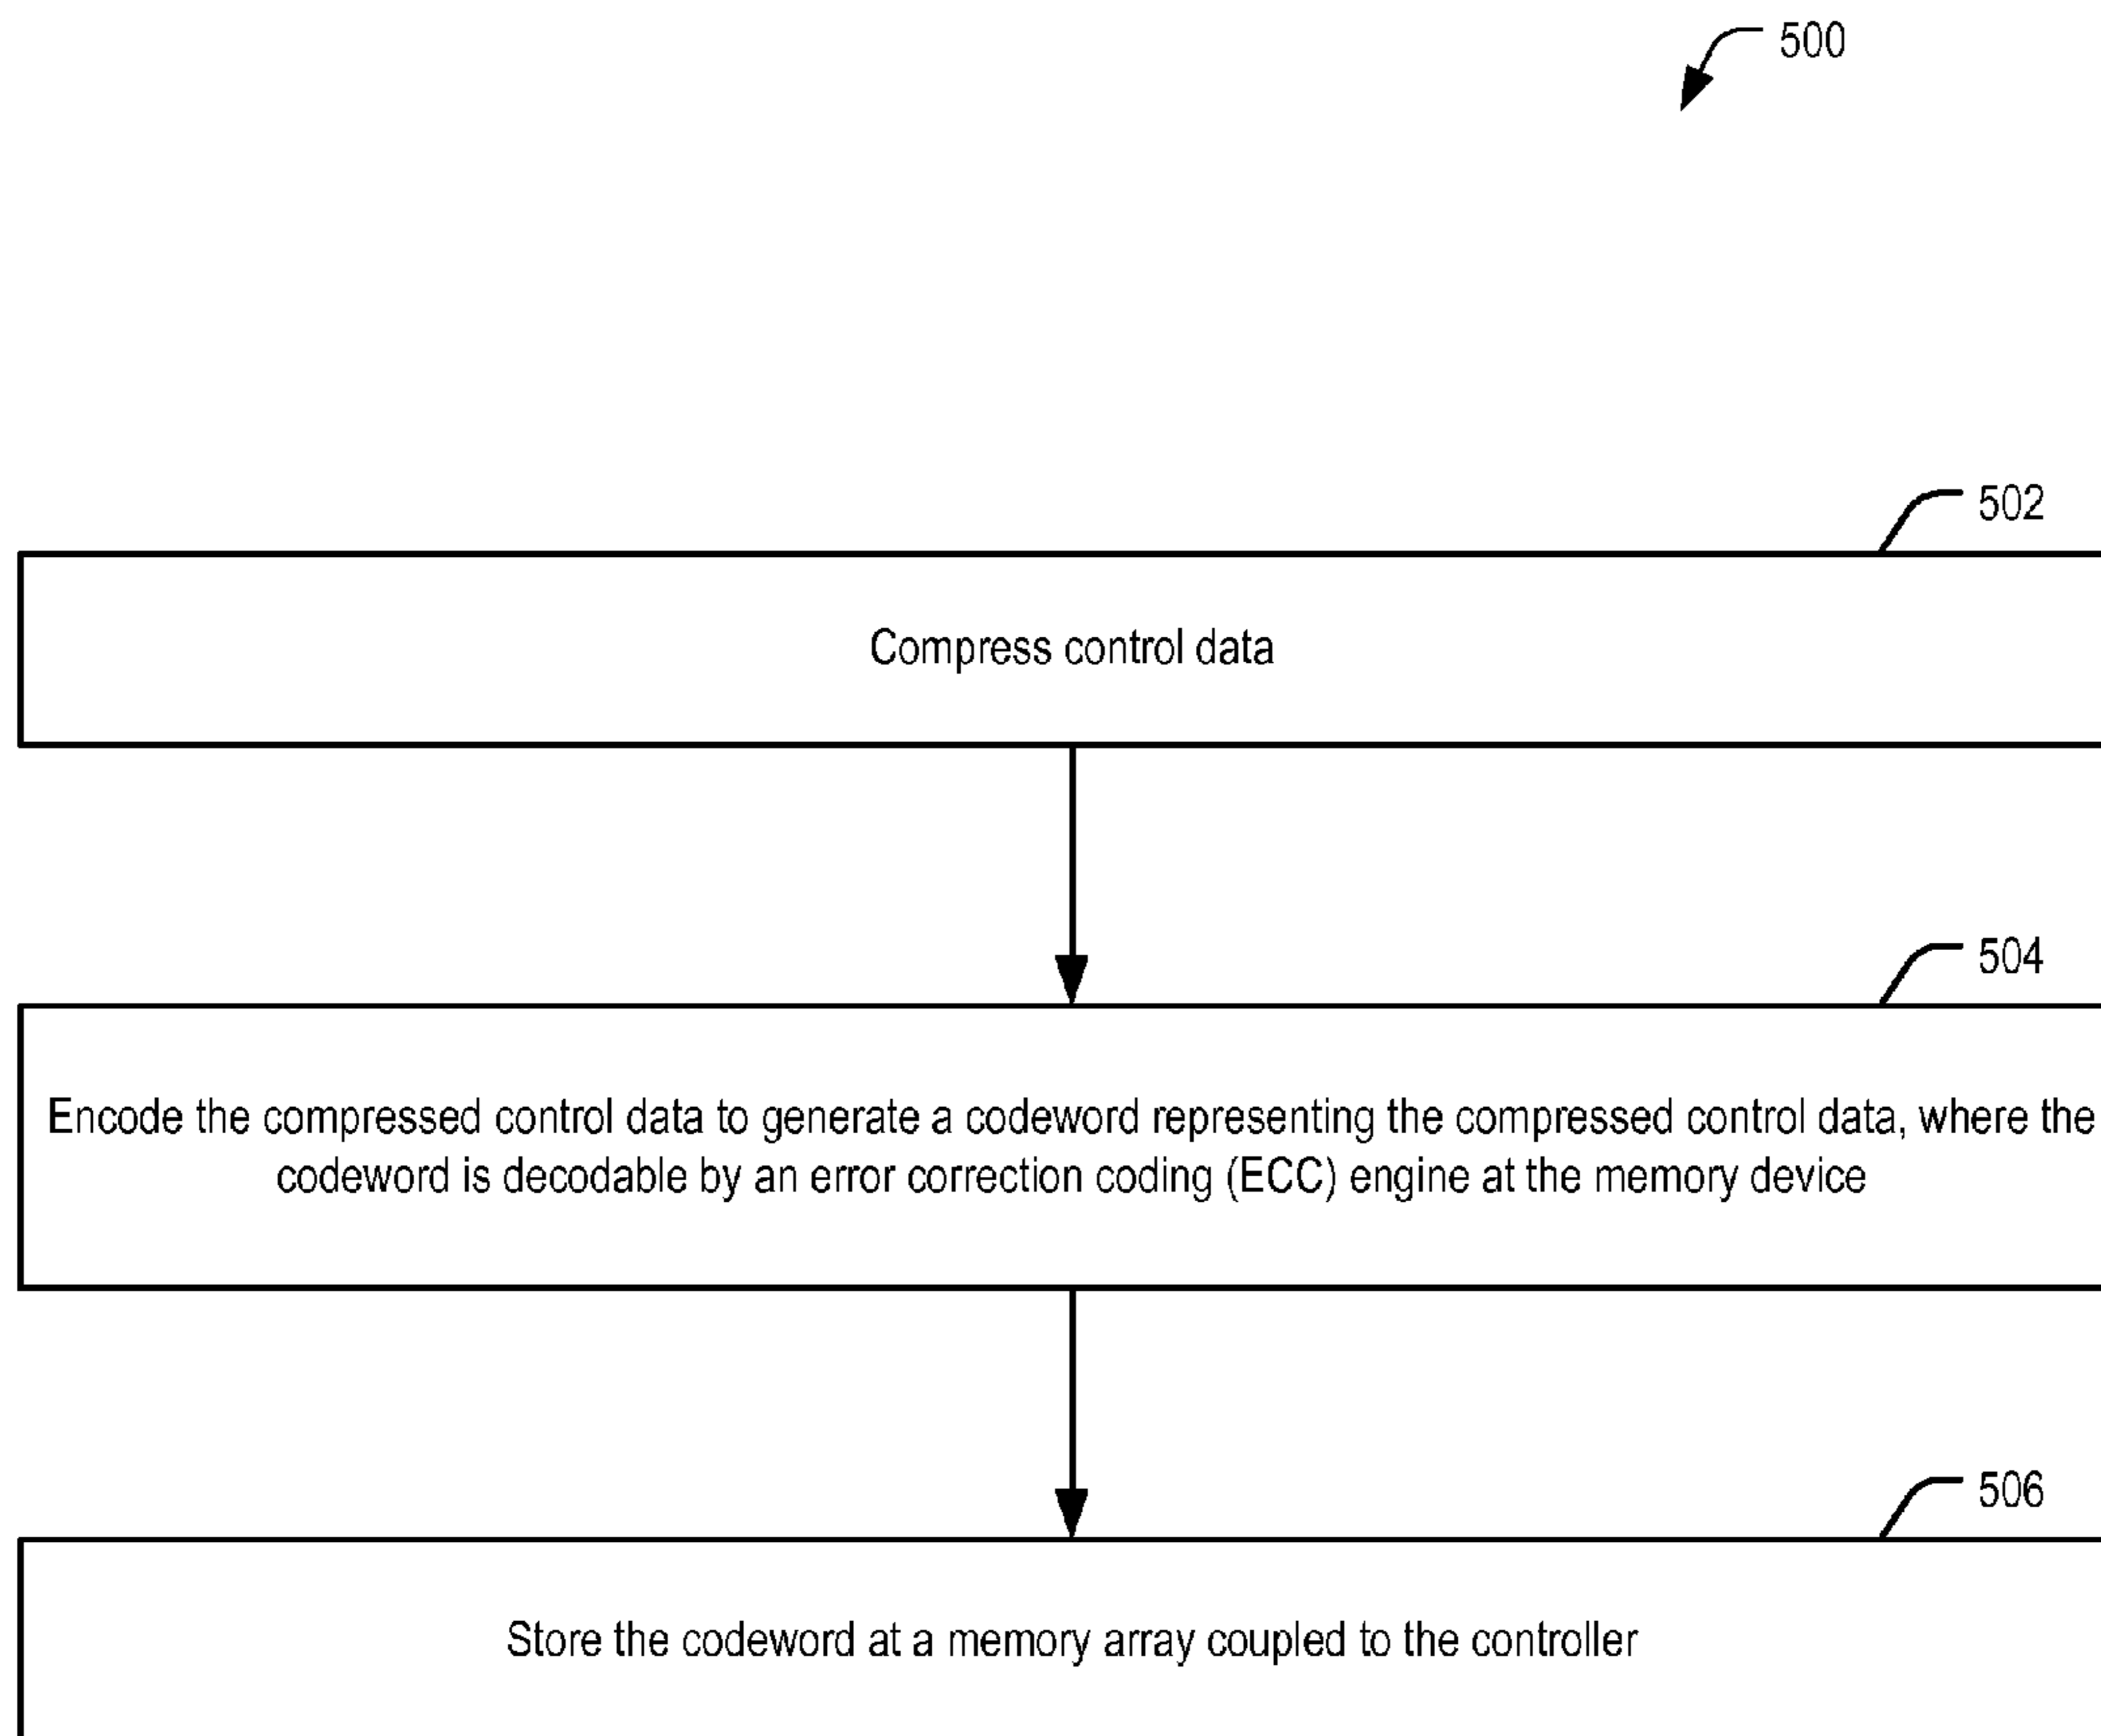 500
502
Compress control data
504
Encode the compressed control data to generate a codeword representing the compressed control data, where the
codeword is decodable by an error correction coding (ECC) engine at the memory device
506
Store the codeword at a memory array coupled to the controller